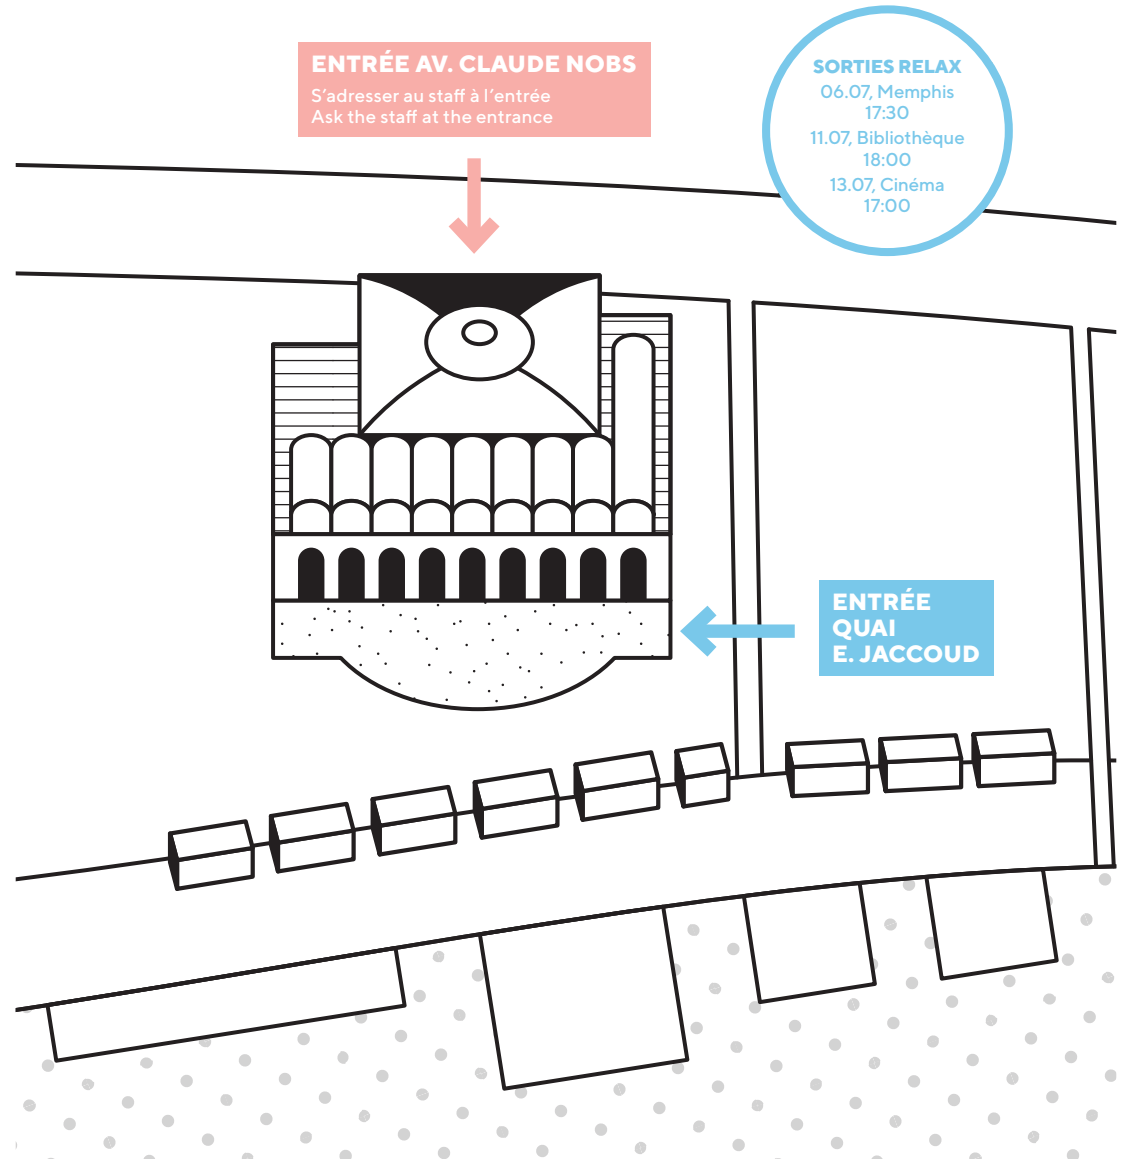 ENTRÉE AV. CLAUDE NOBS
S'adresser au staff à l'entrée
Ask the staff at the entrance
SORTIES RELAX
06.07, Memphis
17:30
11.07, Bibliothèque
18:00
13.07, Cinéma
17:00
ENTRÉE
QUAI
E. JACCOUD